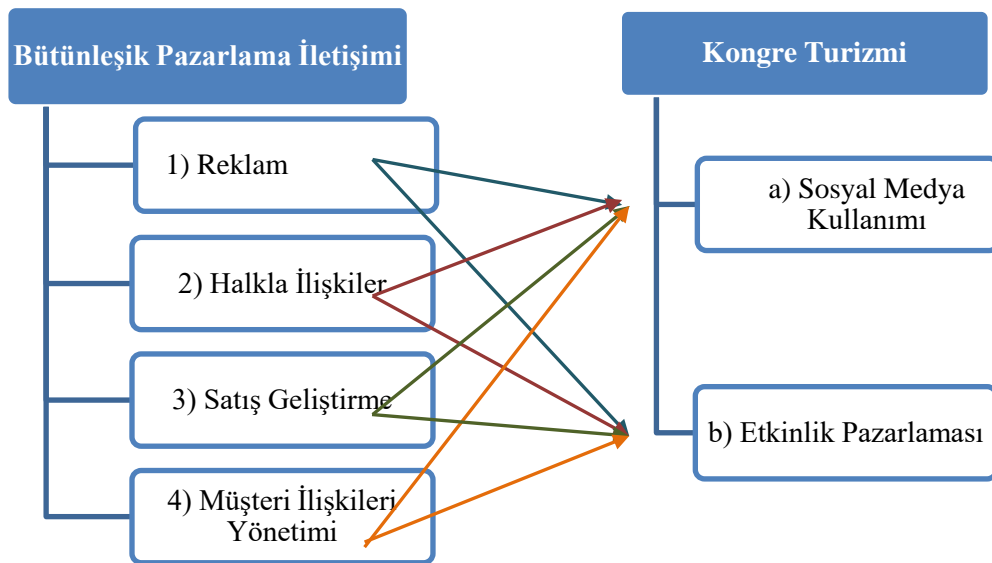 Bütünleşik Pazarlama İletişimi
1) Reklam
2) Halkla İlişkiler
3) Satış Geliştirme
4) Müşteri İlişkileri
Yönetimi
Kongre Turizmi
a) Sosyal Medya
Kullanımı
b) Etkinlik Pazarlaması